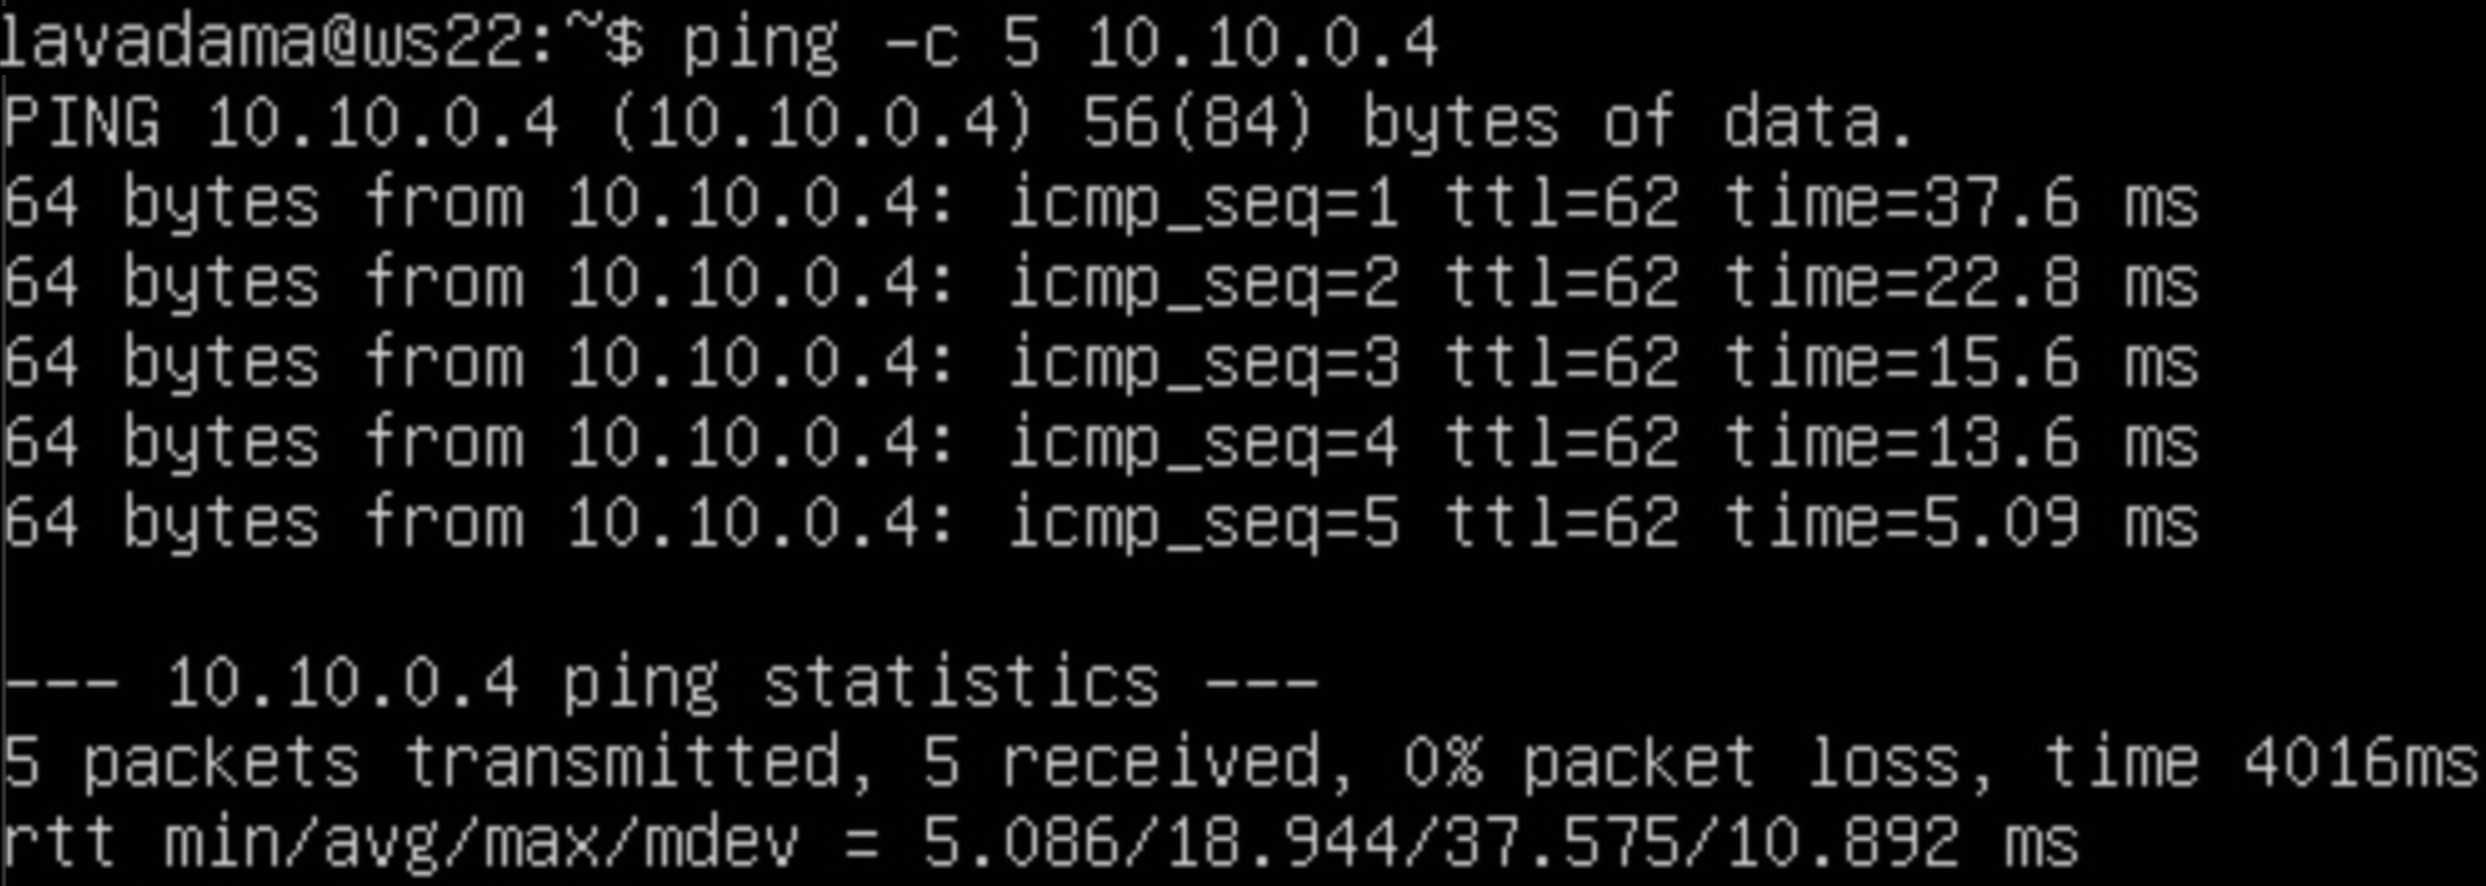 lavadama@ws22:~$ ping -c 5 10.10.0.4
PING 10.10.0.4 (10.10.0.4) 56(84) bytes of data.
64 bytes from 10.10.0.4: icmp_seq=1 ttl=62 time=37.6 ms
64 bytes from 10.10.0.4: icmp_seq=2 ttl=62 time=22.8 ms
64 bytes from 10.10.0.4: icmp_seq=3 ttl=62 time=15.6 ms
64 bytes from 10.10.0.4: icmp_seq=4 ttl=62 time=13.6 ms
64 bytes from 10.10.0.4: icmp_seq=5 ttl=62 time=5.09 ms
--- 10.10.0.4 ping statistics ---
5 packets transmitted, 5 received, 0% packet loss, time 4016ms
rtt min/avg/max/mdev = 5.086/18.944/37.575/10.892 ms